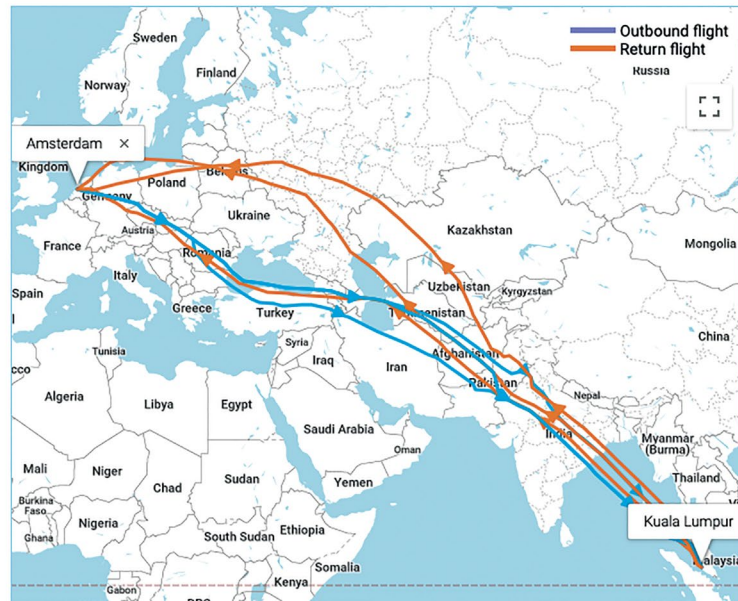 Outbound flight
Return flight
Sweden
Finland
Russia
Norway
Amsterdam ×
Kingdom
Belarus
Poland
Germany
Ukraine
Kazakhstan
Austria
France
Romania
Mongolia
Italy
Uzbekistan
Kyrgyzstan
Spain
Greece
Turkey
Turkmenistan
China
Tunisia
Syria
Afghanistan
cco
Iraq
Iran
Pakistan
Algeria
Nepal
Libya
Egypt
India
Saudi Arabia
Myanmar
(Burma)
Oman
Mali
Niger
Thailand
Sudan
Yemen
Chad
Burkina
Faso
Kuala Lumpur
Nigeria
Ethiopia
Ghana
South Sudan
alaysia
Somalia
Gabon
Kenya